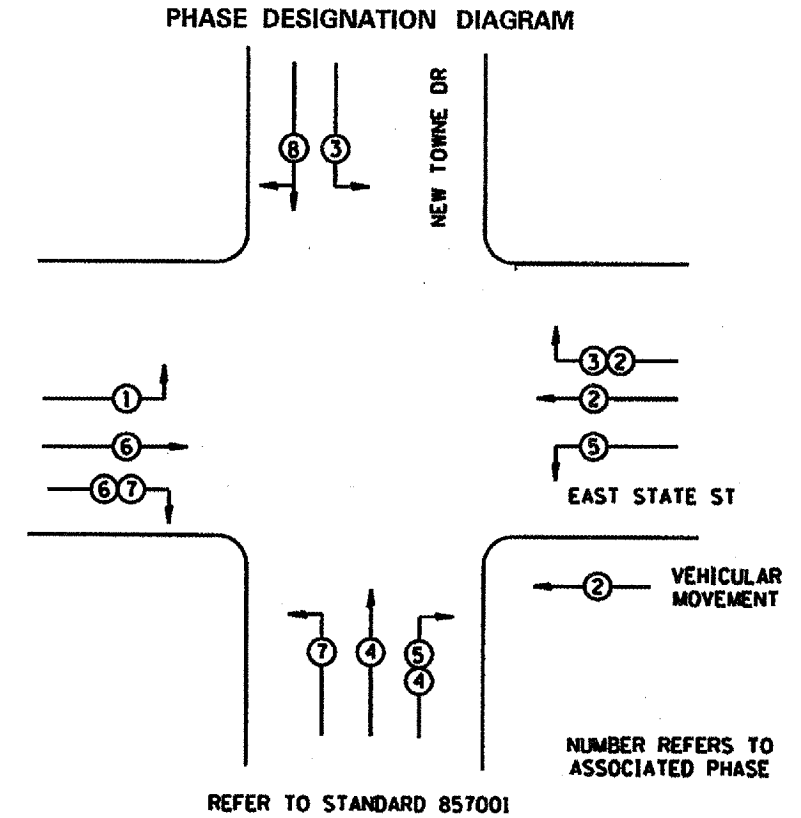 PHASE DESIGNATION DIAGRAM
NEW TOWNE DR
8
3
3 2
1
2
6
5
6 7
EAST STATE ST
2
VEHICULAR
MOVEMENT
7
4
5
4
NUMBER REFERS TO
ASSOCIATED PHASE
REFER TO STANDARD 857001